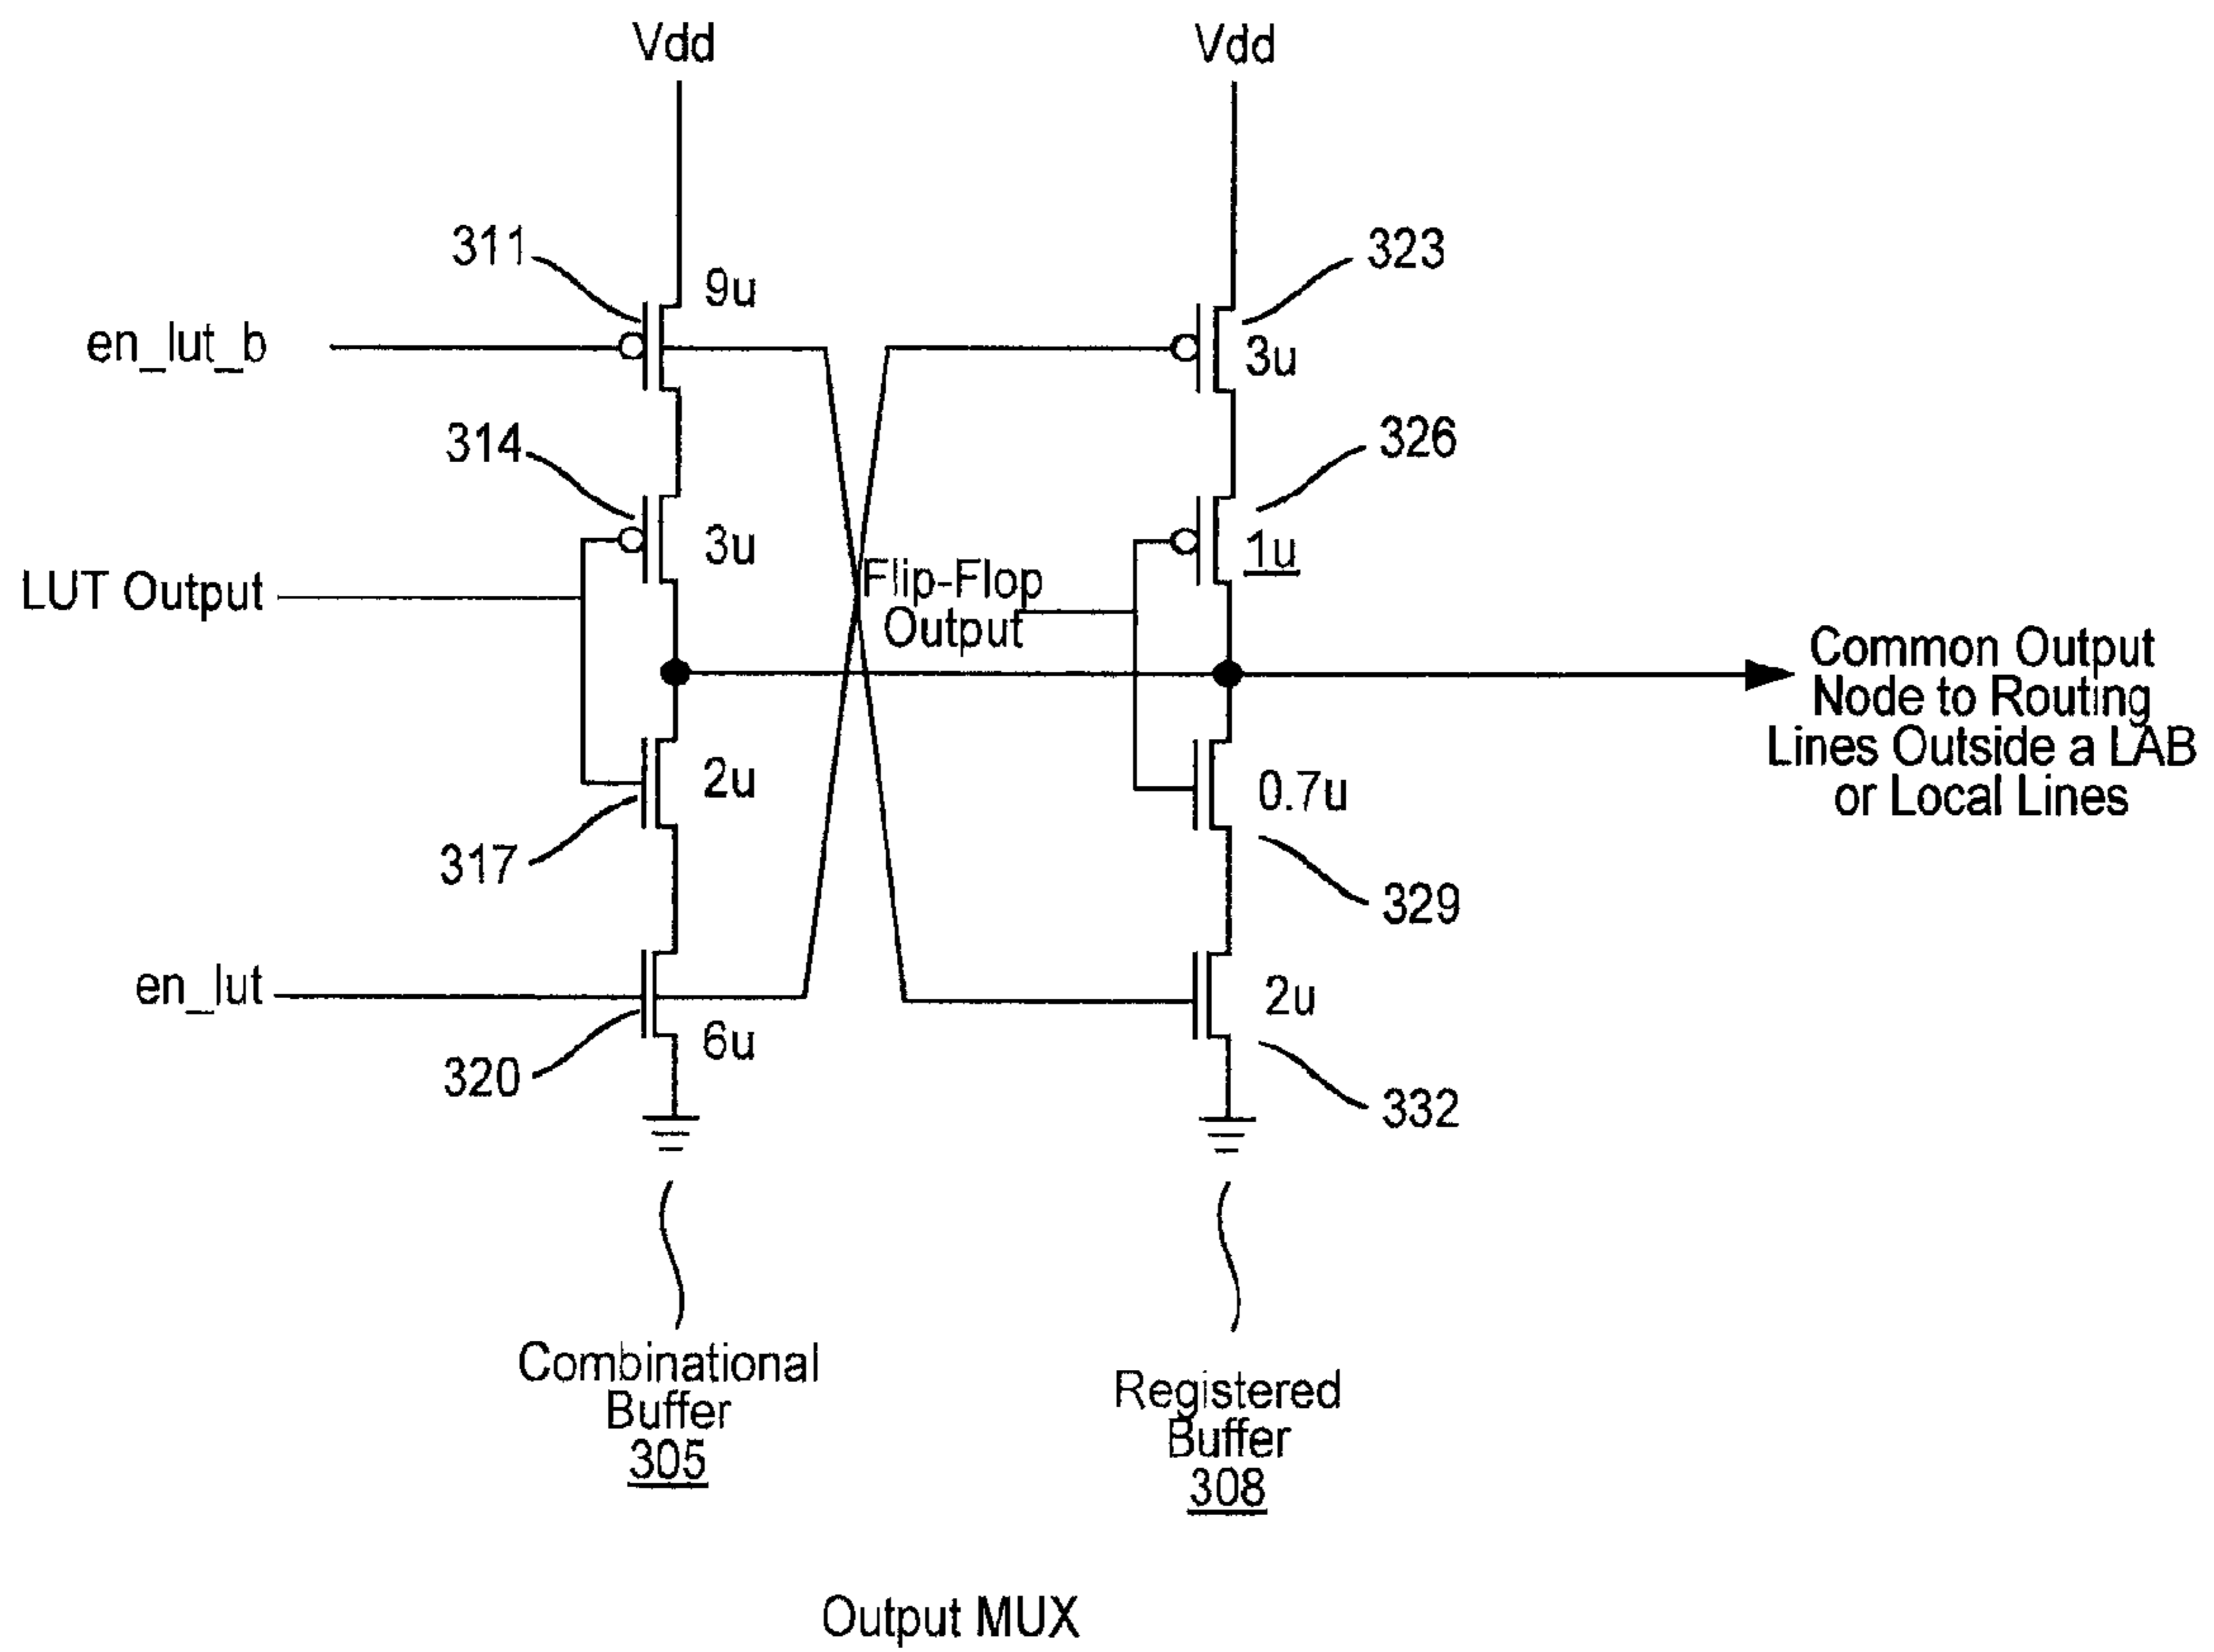 Vdd
Vdd
311
9u
323
en_lut_b
3u
314
326
3u
1u
LUT Output
Flip-Flop
Output
Common Output
Node to Routing
Lines Outside a LAB
or Local Lines
2u
0.7u
317
329
en_lut
2u
6u
320
332
Combinational
Buffer
305
Registered
Buffer
308
Output MUX